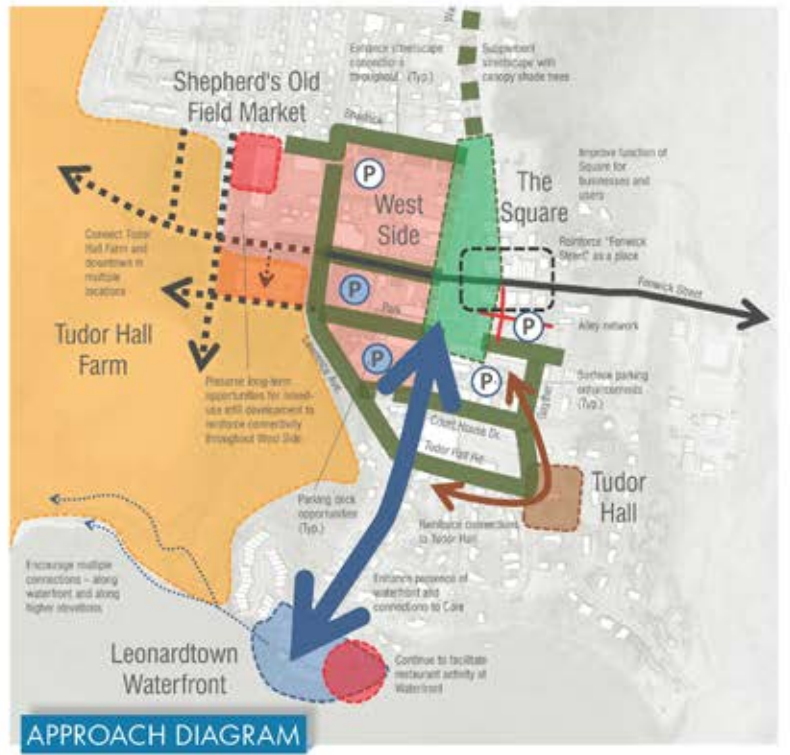 Wa
Enhance streetscape
connections
throughout (Typ.)
Supplement
streetscape with
canopy shade trees
Shepherd's Old
Field Market
Shadrick
P
West
Side
The
Square
Improve function of
Square for
businesses and
users
Reinforce "Fenwick
Street" as a place
Fenwick Street
Connect Tudor
Hall Farm and
downtown in
multiple
locations
P
Park
P
Alley network
Tudor Hall
Farm
Lawrence Ave.
P
P
Surface parking
enhancements
(Typ.)
Preserve long-term
opportunities for mixed-
use infill development to
reinforce connectivity
throughout West Side
Court House Dr.
Tudor Hall Rd
Parking deck
opportunities
(Typ.)
Tudor
Hall
Reinforce connections
to Tudor Hall
Encourage multiple
connections – along
waterfront and along
higher elevations
Enhance presence of
waterfront and
connections to Core
Leonardtown
Waterfront
Continue to facilitate
restaurant activity at
Waterfront
APPROACH DIAGRAM